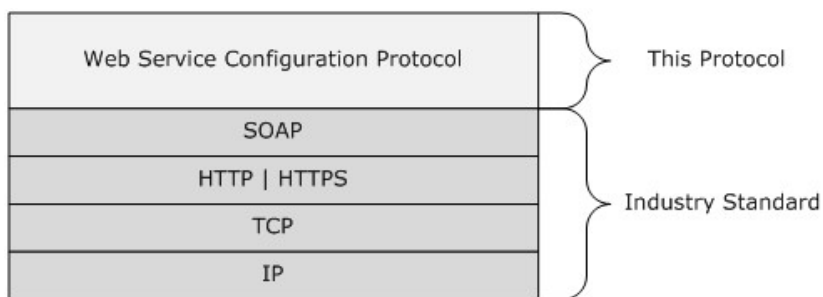 Web Service Configuration Protocol
This Protocol
SOAP
HTTP | HTTPS
TCP
IP
Industry Standard